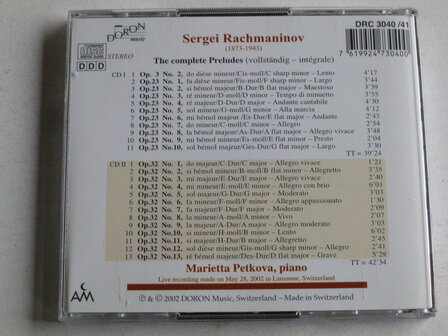 DORON
music
Sergei Rachmaninov
(1873-1943)
DRC 3040 /41
7 619924 730400
STEREO
DDD
The complete Preludes (vollständig – intégrale)
CD I 1 Op. 3 No. 2, do dièse mineur/Cis-moll/C sharp minor – Lento 4'17
2 Op.23 No. 1, fa dièse mineur/Fis-moll/F sharp minor – Largo 3'44
3 Op.23 No. 2, si bémol majeur/B-Dur/B flat major – Maestoso
4 Op.23 No. 3, ré mineur/D-moll/D minor – Tempo di minuetto 3'55
5 Op.23 No. 4, ré majeur/D-Dur/D major – Andante cantabile 4'30
6 Op.23 No. 5, sol mineur/G-moll/G minor – Alla marcia 4'12
7 Op.23 No. 6, mi bémol majeur/Es-Dur/E flat major – Andante 3'41
8 Op.23 No. 7, do mineur/C-moll/C minor – Allegro 2'54
9 Op.23 No. 8, la bémol majeur/As-Dur/A flat major – Allegro vivace 3'48
10 Op.23 No. 9, mi bémol mineur/Es-moll/E flat minor – Presto 2'04
11 Op.23 No.10, sol bémol majeur/Ges-Dur/G flat major – Largo 3'30
TT = 39'24
CD II 1 Op.32 No. 1, do majeur/C-Dur/C major – Allegro vivace 1'21
2 Op.32 No. 2, si bémol mineur/B-moll/B flat minor – Allegretto 3'35
3 Op.32 No. 3, mi majeur/E-Dur/E major – Allegro vivace 2'40
4 Op.32 No. 4, mi mineur/E-moll/E minor – Allegro con brio 6'01
5 Op.32 No. 5, sol majeur/G-Dur/G major – Moderato 3'05
6 Op.32 No. 6, fa mineur/F-moll/F minor – Allegro appassionato 1'30
7 Op.32 No. 7, fa majeur/F-Dur/F major – Moderato 2'09
8 Op.32 No. 8, la mineur/A-moll/A minor – Vivo 2'07
9 Op.32 No. 9, la majeur/A-Dur/A major – Allegro moderato 3'03
10 Op.32 No.10, si mineur/H-moll/B minor – Lento 6'02
11 Op.32 No.11, si majeur/H-Dur/B major – Allegretto
12 Op.32 No.12, sol dièse mineur/Gis-moll/G sharp minor – Allegro 2'41
13 Op.32 No.13, ré bémol majeur/Des-Dur/D flat major – Grave 5'29
TT = 42'34
Marietta Petkova, piano
Live recording made on May 28, 2002 in Lausanne, Switzerland
℗ & © 2002 DORON Music, Switzerland – Made in Switzerland